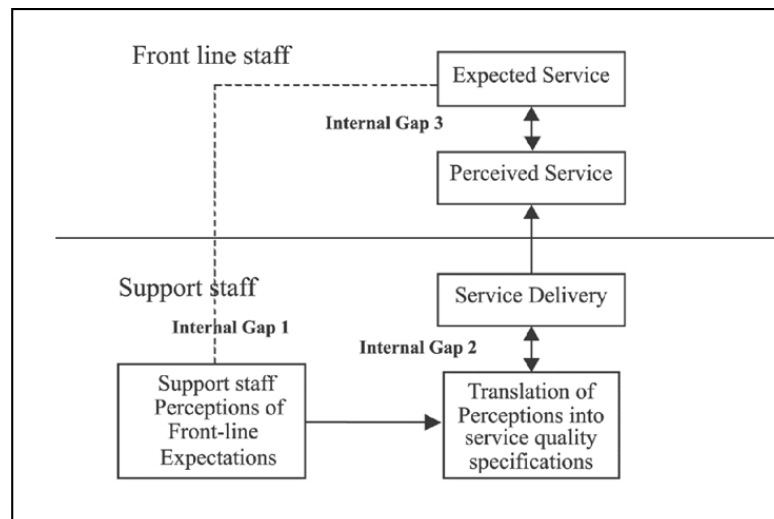 Front line staff
Expected Service
Internal Gap 3
Perceived Service
Support staff
Service Delivery
Internal Gap 1
Internal Gap 2
Support staff
Perceptions of
Front-line
Expectations
Translation of
Perceptions into
service quality
specifications